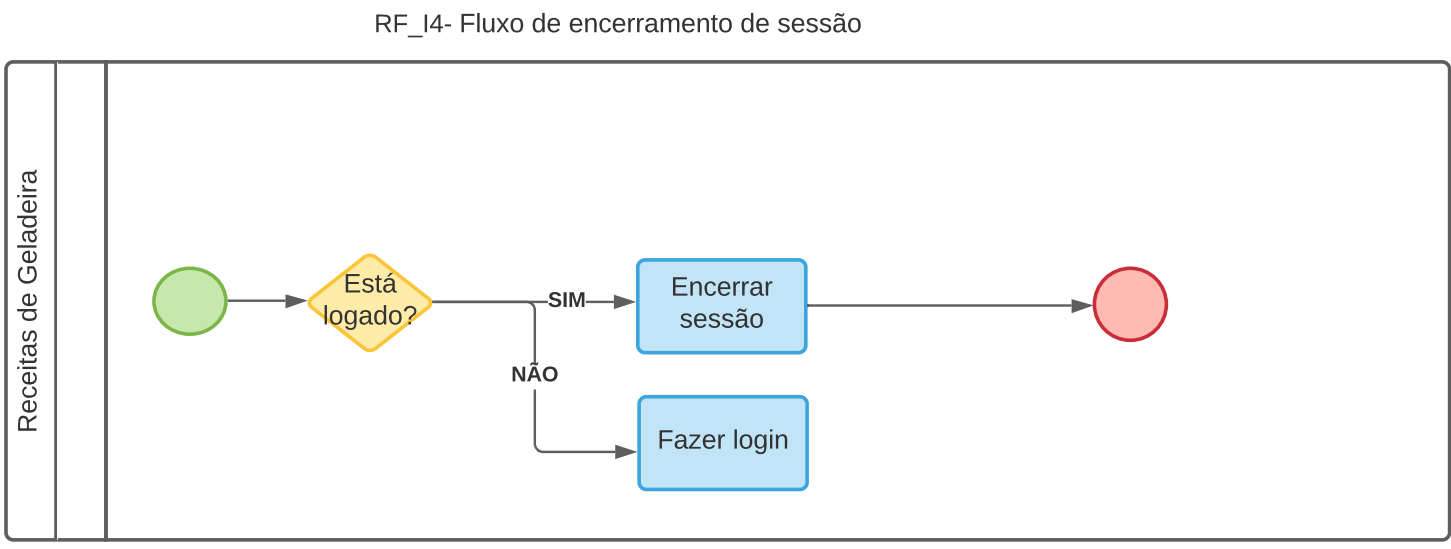 RF_I4- Fluxo de encerramento de sessão
Receitas de Geladeira
Está
logado?
SIM
Encerrar
sessão
NÃO
Fazer login